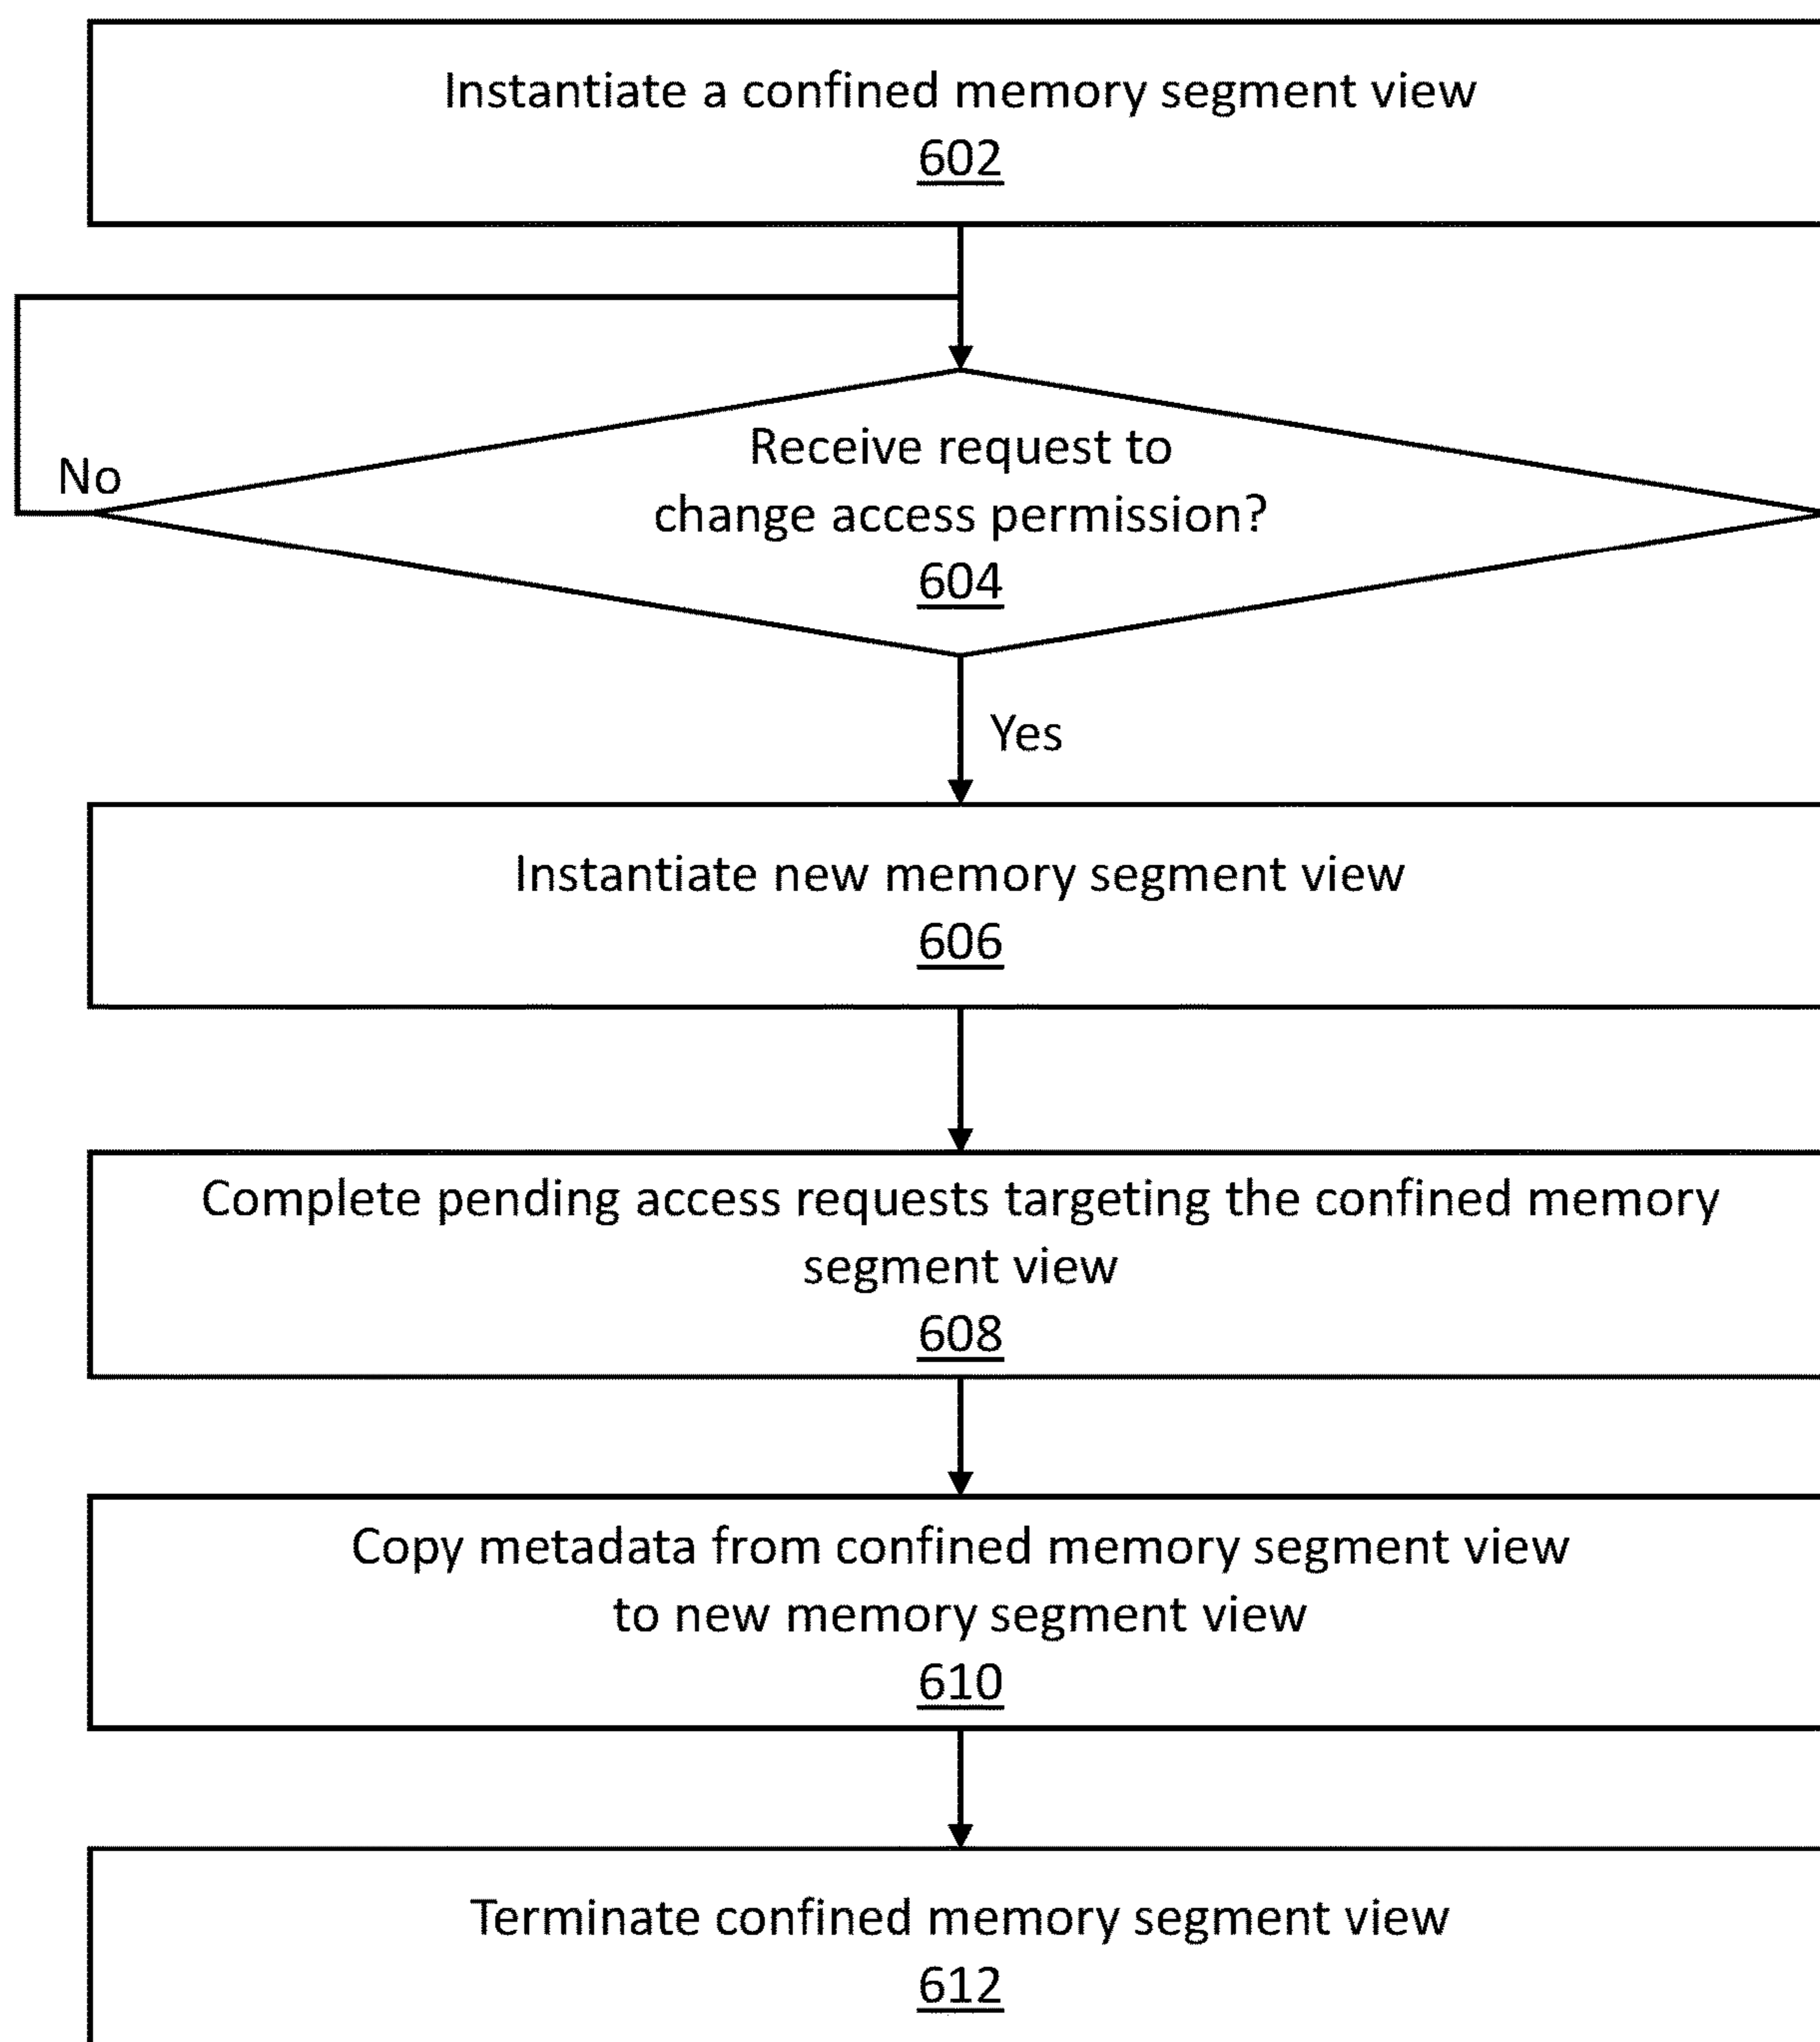 Instantiate a confined memory segment view
602
Receive request to
change access permission?
604
No
Yes
Instantiate new memory segment view
606
Complete pending access requests targeting the confined memory
segment view
608
Copy metadata from confined memory segment view
to new memory segment view
610
Terminate confined memory segment view
612